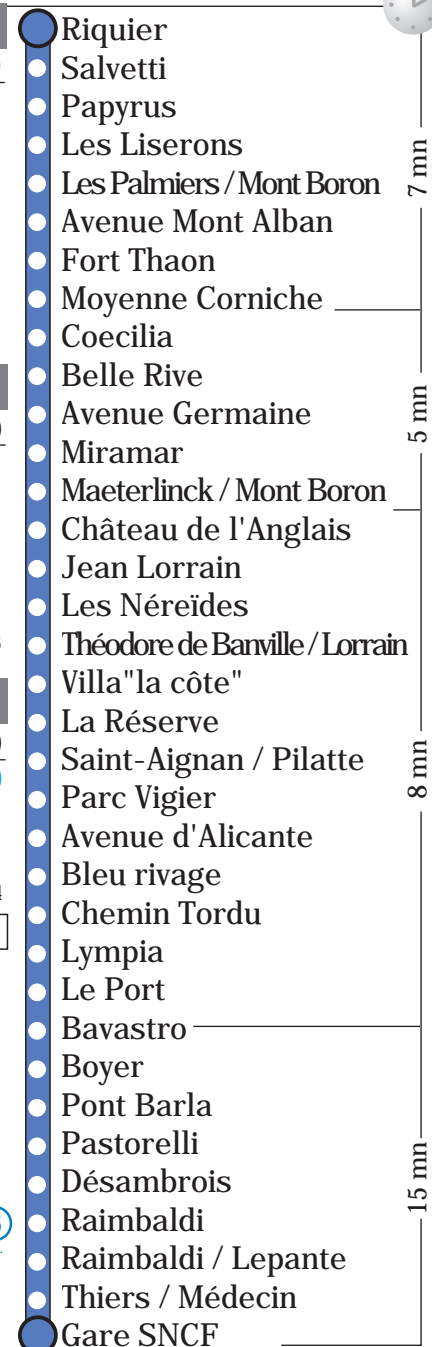 Riquier
Salvetti
Papyrus
Les Liserons
Les Palmiers / Mont Boron
Avenue Mont Alban
Fort Thaon
Moyenne Corniche
7 mn
Coecilia
Belle Rive
Avenue Germaine
Miramar
Maeterlinck / Mont Boron
5 mn
Château de l'Anglais
Jean Lorrain
Les Néreïdes
Théodore de Banville / Lorrain
Villa"la côte"
La Réserve
Saint-Aignan / Pilatte
Parc Vigier
Avenue d'Alicante
Bleu rivage
Chemin Tordu
Lympia
Le Port
Bavastro
8 mn
Boyer
Pont Barla
Pastorelli
Désambrois
Raimbaldi
Raimbaldi / Lepante
Thiers / Médecin
Gare SNCF
15 mn